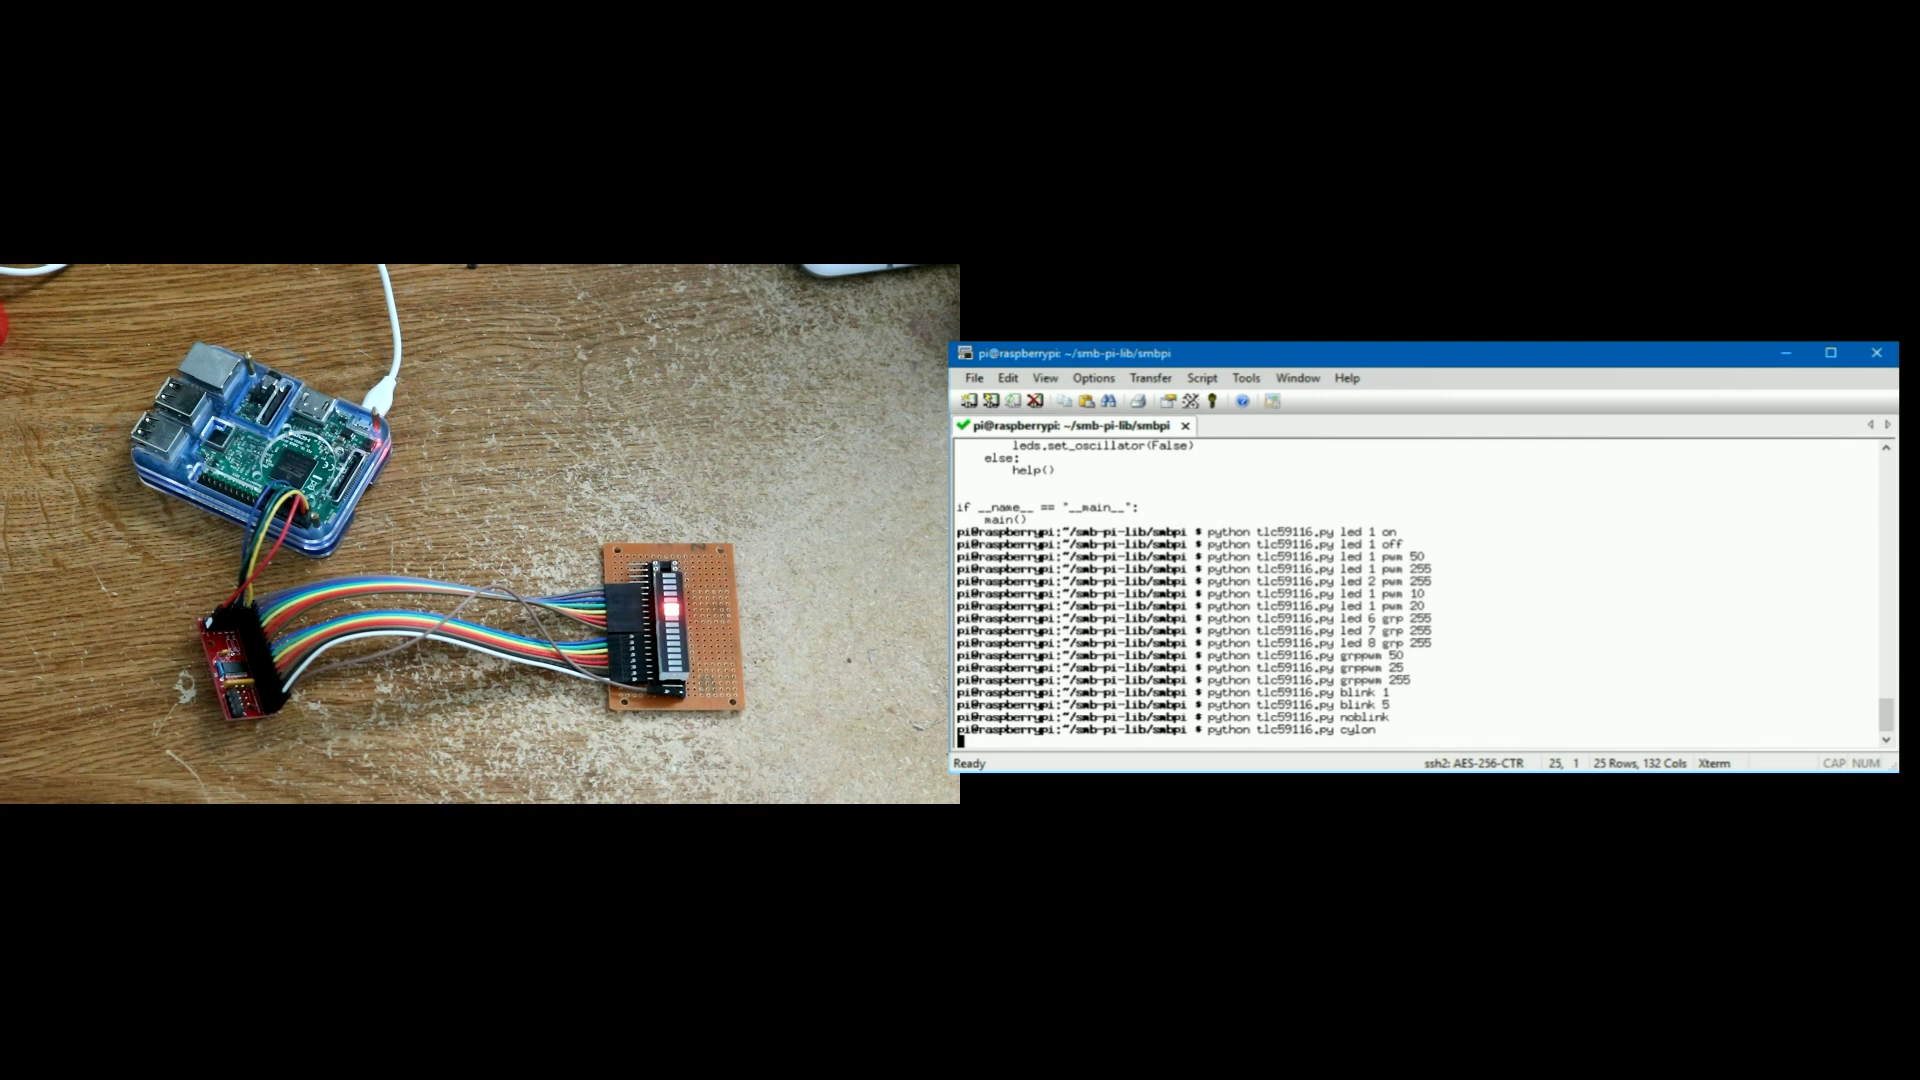 pi@raspberrypi: ~/smb-pi-lib/smbpi
File Edit View Options Transfer Script Tools Window Help
pi@raspberrypi: ~/smb-pi-lib/smbpi
leds.set_oscillator(False)
else:
help()
if __name__ == "__main__":
main()
pi@raspberrypi:~/smb-pi-lib/smbpi $ python tlc59116.py led 1 on
pi@raspberrypi:~/smb-pi-lib/smbpi $ python tlc59116.py led 1 off
pi@raspberrypi:~/smb-pi-lib/smbpi $ python tlc59116.py led 1 pwm 50
pi@raspberrypi:~/smb-pi-lib/smbpi $ python tlc59116.py led 1 pwm 255
pi@raspberrypi:~/smb-pi-lib/smbpi $ python tlc59116.py led 2 pwm 255
pi@raspberrypi:~/smb-pi-lib/smbpi $ python tlc59116.py led 1 pwm 10
pi@raspberrypi:~/smb-pi-lib/smbpi $ python tlc59116.py led 1 pwm 20
pi@raspberrypi:~/smb-pi-lib/smbpi $ python tlc59116.py led 6 grp 255
pi@raspberrypi:~/smb-pi-lib/smbpi $ python tlc59116.py led 7 grp 255
pi@raspberrypi:~/smb-pi-lib/smbpi $ python tlc59116.py led 8 grp 255
pi@raspberrypi:~/smb-pi-lib/smbpi $ python tlc59116.py grppwm 50
pi@raspberrypi:~/smb-pi-lib/smbpi $ python tlc59116.py grppwm 25
pi@raspberrypi:~/smb-pi-lib/smbpi $ python tlc59116.py grppwm 255
pi@raspberrypi:~/smb-pi-lib/smbpi $ python tlc59116.py blink 1
pi@raspberrypi:~/smb-pi-lib/smbpi $ python tlc59116.py blink 5
pi@raspberrypi:~/smb-pi-lib/smbpi $ python tlc59116.py noblink
pi@raspberrypi:~/smb-pi-lib/smbpi $ python tlc59116.py cylon
Ready ssh2: AES-256-CTR 25, 1 25 Rows, 132 Cols Xterm CAP NUM